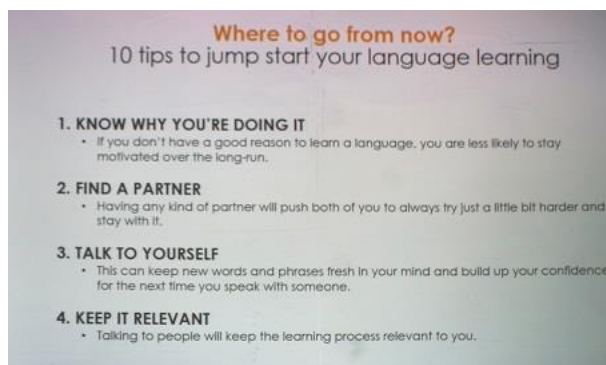 Where to go from now?
10 tips to jump start your language learning
1. KNOW WHY YOU'RE DOING IT
• If you don't have a good reason to learn a language, you are less likely to stay
motivated over the long-run.
2. FIND A PARTNER
• Having any kind of partner will push both of you to always try just a little bit harder and
stay with it.
3. TALK TO YOURSELF
• This can keep new words and phrases fresh in your mind and build up your confidence
for the next time you speak with someone.
4. KEEP IT RELEVANT
• Talking to people will keep the learning process relevant to you.